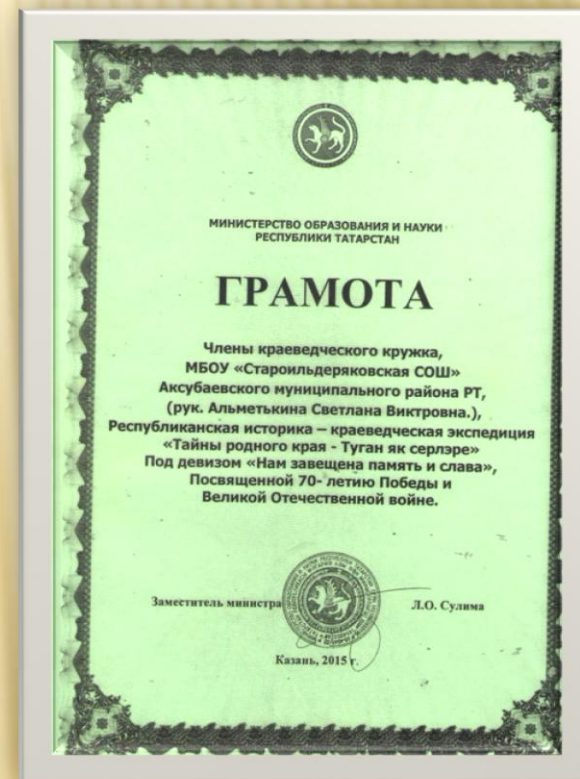 МИНИСТЕРСТВО ОБРАЗОВАНИЯ И НАУКИ
РЕСПУБЛИКИ ТАТАРСТАН
ГРАМОТА
Члены краеведческого кружка,
МБОУ «Староильдеряковская СОШ»
Аксубаевского муниципального района РТ,
(рук. Альметькина Светлана Виктровна.),
Республиканская историка – краеведческая экспедиция
«Тайны родного края - Туган як серлэре»
Под девизом «Нам завещена память и слава»,
Посвященной 70- летию Победы и
Великой Отечественной войне.
Заместитель министра
Л.О. Сулима
Казань, 2015 г.